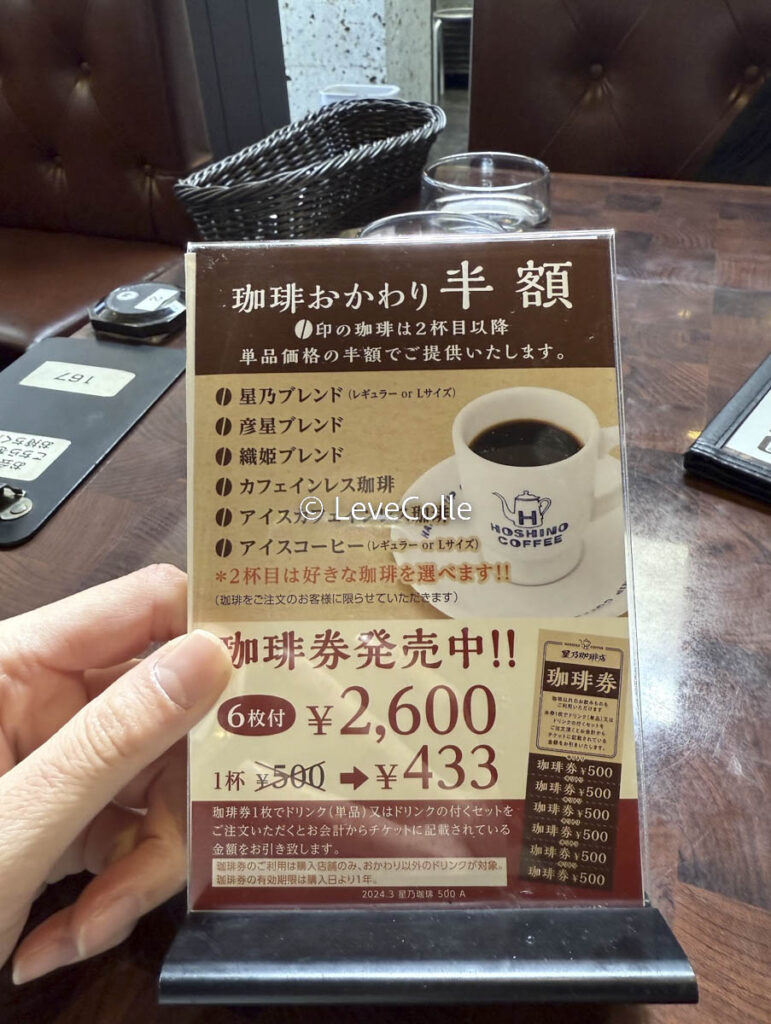 珈琲おかわり 半額
印の珈琲は2杯目以降
単品価格の半額でご提供いたします。
星乃ブレンド(レギュラー or Lサイズ)
彦星ブレンド
織姫ブレンド
カフェインレス珈琲
アイスカフェ
© LeveColle
アイスコーヒー(レギュラー or Lサイズ)
H
HOSHINO
COFFEE
*2杯目は好きな珈琲を選べます!!
(珈琲をご注文のお客様に限らせていただきます)
珈琲券発売中!!
6枚付 ¥2,600
1杯 ¥500 ➡ ¥433
星乃珈琲店
珈琲券
珈琲券 ¥500
珈琲券 ¥500
珈琲券 ¥500
珈琲券 ¥500
珈琲券 ¥500
珈琲券 ¥500
珈琲券1枚でドリンク(単品)又はドリンクの付くセットを
ご注文いただくとお会計からチケットに記載されている
金額をお引き致します。
珈琲券のご利用は購入店舗のみ、おかわり以外のドリンクが対象。
珈琲券の有効期限は購入日より1年。
2024.3 星乃珈琲 500 A
167